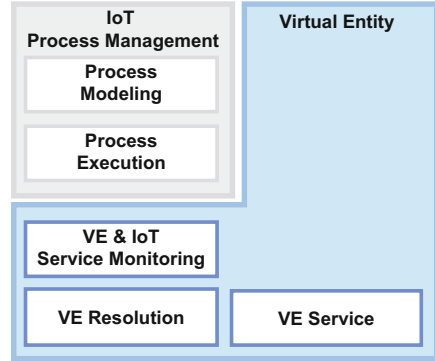 IoT
Process Management
Process
Modeling
Process
Execution
Virtual Entity
VE & IoT
Service Monitoring
VE Resolution
VE Service